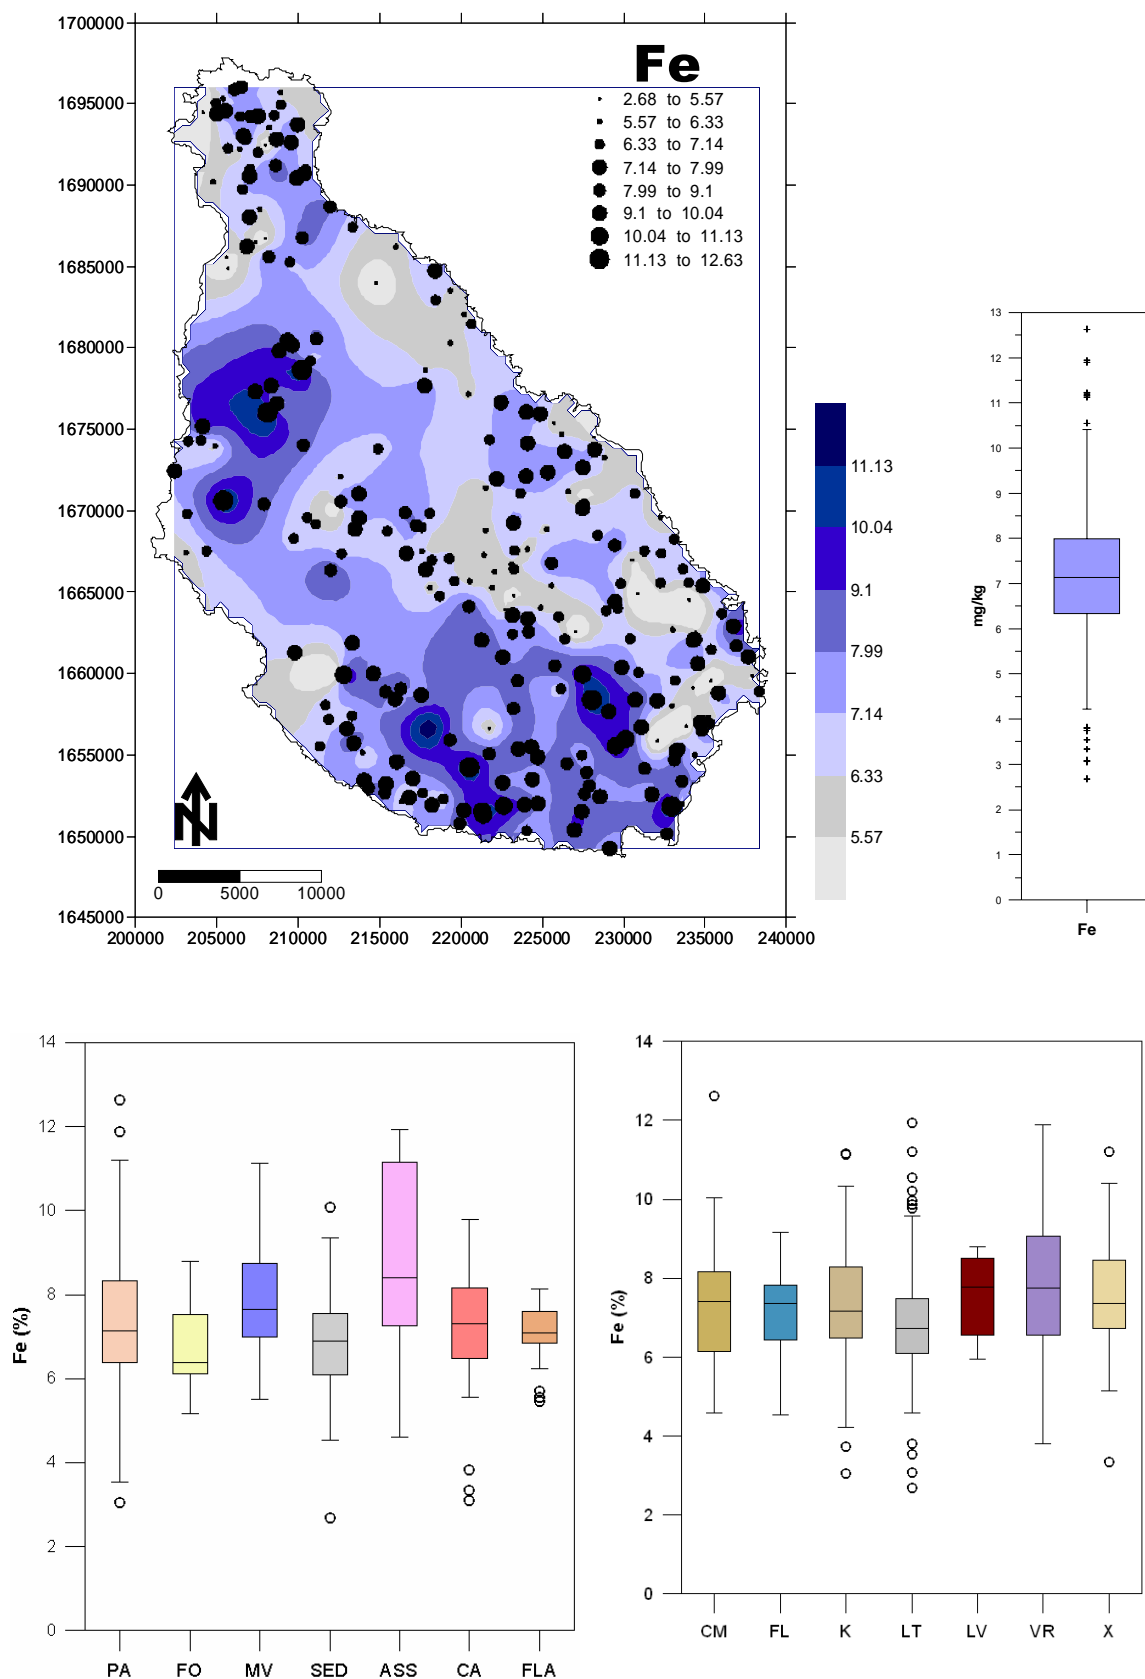 Fe
2.68 to 5.57
5.57 to 6.33
6.33 to 7.14
7.14 to 7.99
7.99 to 9.1
9.1 to 10.04
10.04 to 11.13
11.13 to 12.63
1700000
1695000
1690000
1685000
1680000
1675000
1670000
1665000
1660000
1655000
1650000
1645000
200000 205000 210000 215000 220000 225000 230000 235000 240000
N
0 5000 10000
11.13
10.04
9.1
7.99
7.14
6.33
5.57
13
12
11
10
9
8
7
6
5
4
3
2
1
0
mg/kg
Fe
14
12
10
8
6
4
2
0
Fe (%)
PA FO MV SED ASS CA FLA
14
12
10
8
6
4
2
0
Fe (%)
CM FL K LT LV VR X